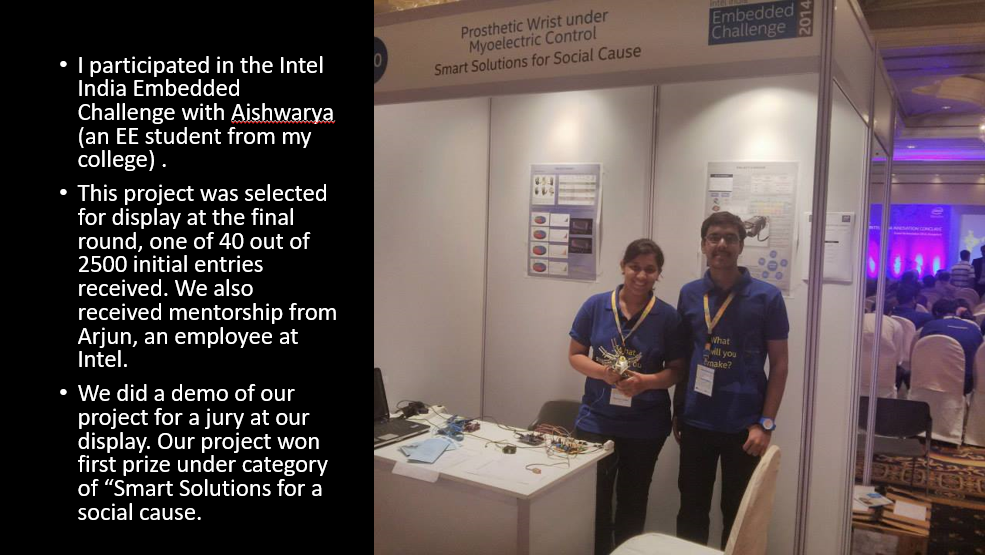 • I participated in the Intel
India Embedded
Challenge with Aishwarya
(an EE student from my
college) .
• This project was selected
for display at the final
round, one of 40 out of
2500 initial entries
received. We also
received mentorship from
Arjun, an employee at
Intel.
• We did a demo of our
project for a jury at our
display. Our project won
first prize under category
of “Smart Solutions for a
social cause.
Prosthetic Wrist under
Myoelectric Control
Smart Solutions for Social Cause
Embedded
Challenge
2014
What
will you
make?